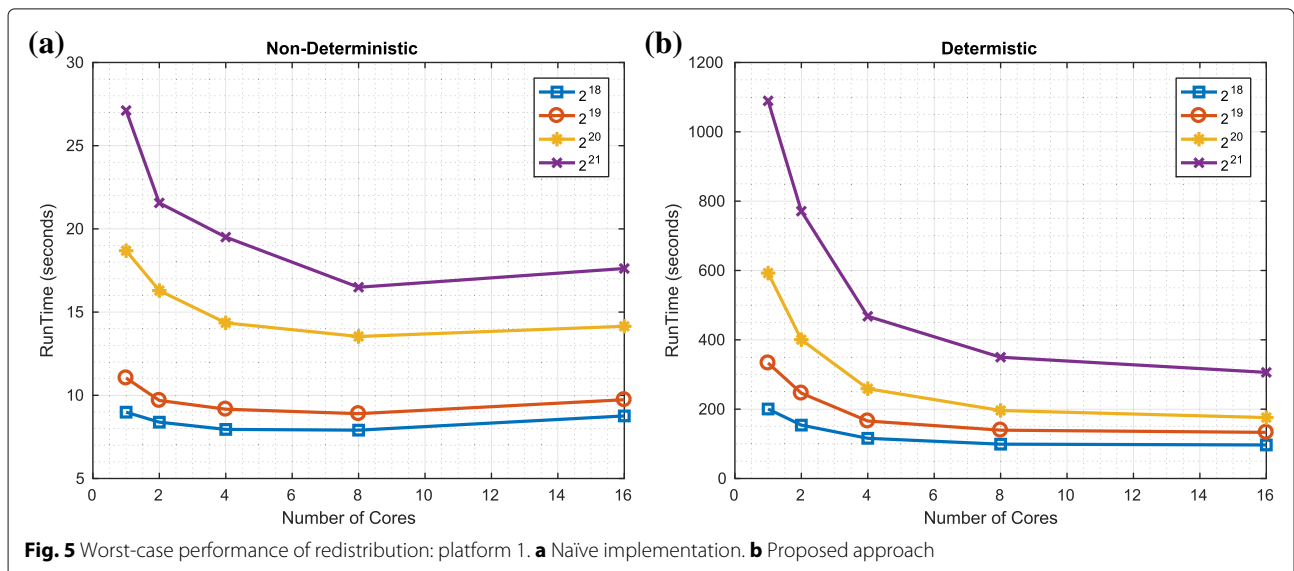 (a)
Non-Deterministic
30
25
20
15
10
5
RunTime (seconds)
0 2 4 6 8 10 12 14 16
Number of Cores
2^18
2^19
2^20
2^21
(b)
Determistic
1200
1000
800
600
400
200
0
RunTime (seconds)
0 2 4 6 8 10 12 14 16
Number of Cores
2^18
2^19
2^20
2^21
Fig. 5 Worst-case performance of redistribution: platform 1. a Naïve implementation. b Proposed approach